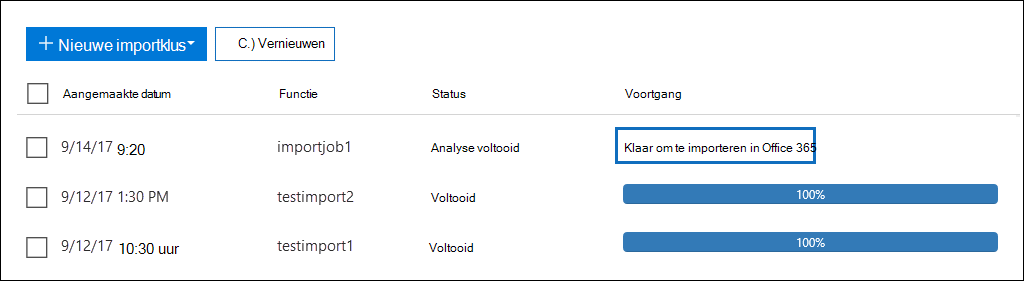 + Nieuwe importklus C.) Vernieuwen
Aangemaakte datum Functie Status Voortgang
9/14/17 9:20 importjob1 Analyse voltooid Klaar om te importeren in Office 365
9/12/17 1:30 PM testimport2 Voltooid 100%
9/12/17 10:30 uur testimport1 Voltooid 100%